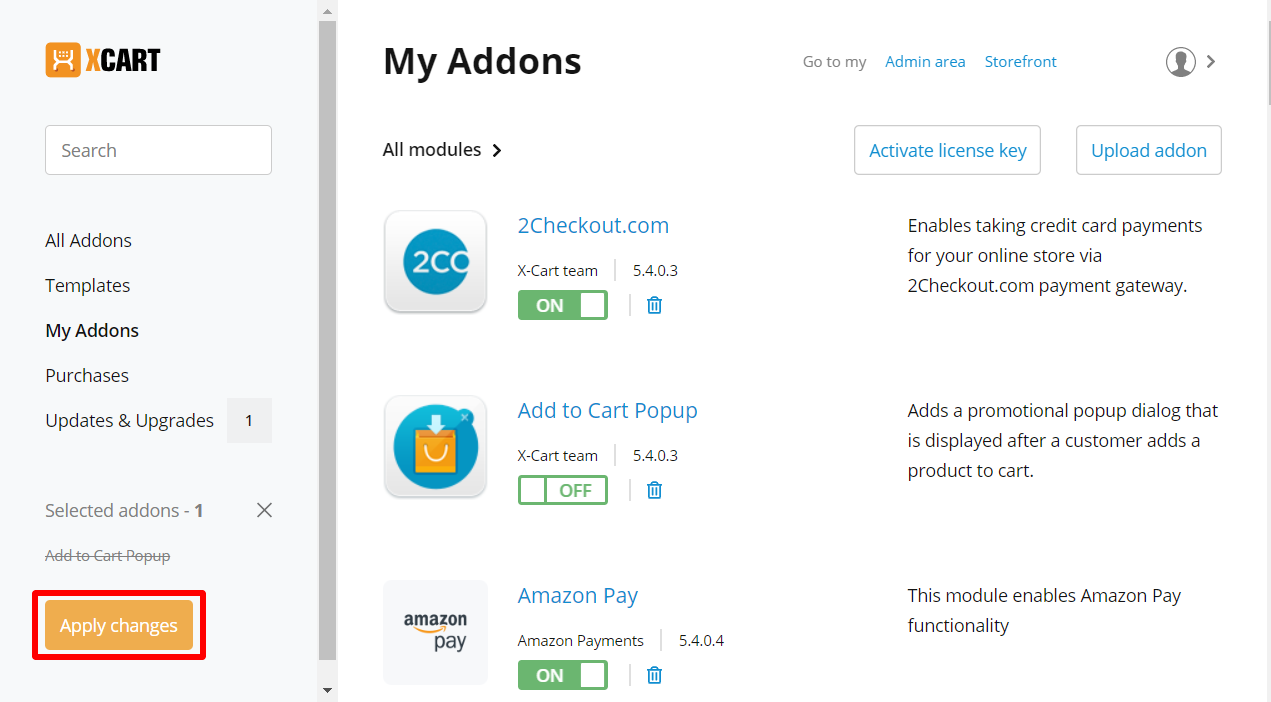 XCART
Search
All Addons
Templates
My Addons
Purchases
Updates & Upgrades 1
Selected addons - 1
Add to Cart Popup
Apply changes
My Addons
Go to my Admin area Storefront
All modules
Activate license key
Upload addon
2CO
2Checkout.com
X-Cart team 5.4.0.3
ON
Enables taking credit card payments
for your online store via
2Checkout.com payment gateway.
Add to Cart Popup
X-Cart team 5.4.0.3
OFF
Adds a promotional popup dialog that
is displayed after a customer adds a
product to cart.
amazon
pay
Amazon Pay
Amazon Payments 5.4.0.4
ON
This module enables Amazon Pay
functionality